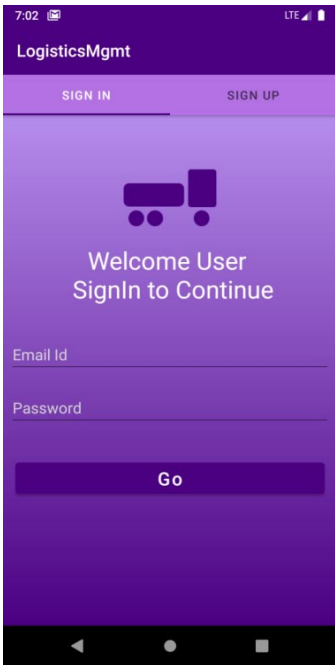 7:02 LTE
LogisticsMgmt
SIGN IN SIGN UP
Welcome User
SignIn to Continue
Email Id
Password
Go